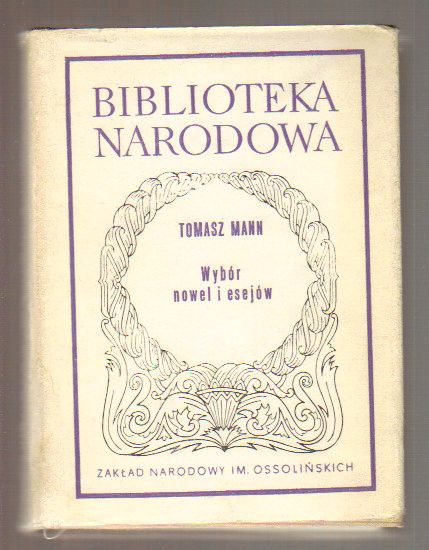 BIBLIOTEKA
NARODOWA
TOMASZ MANN
Wybór
nowel i esejów
ZAKŁAD NARODOWY IM. OSSOLIŃSKICH